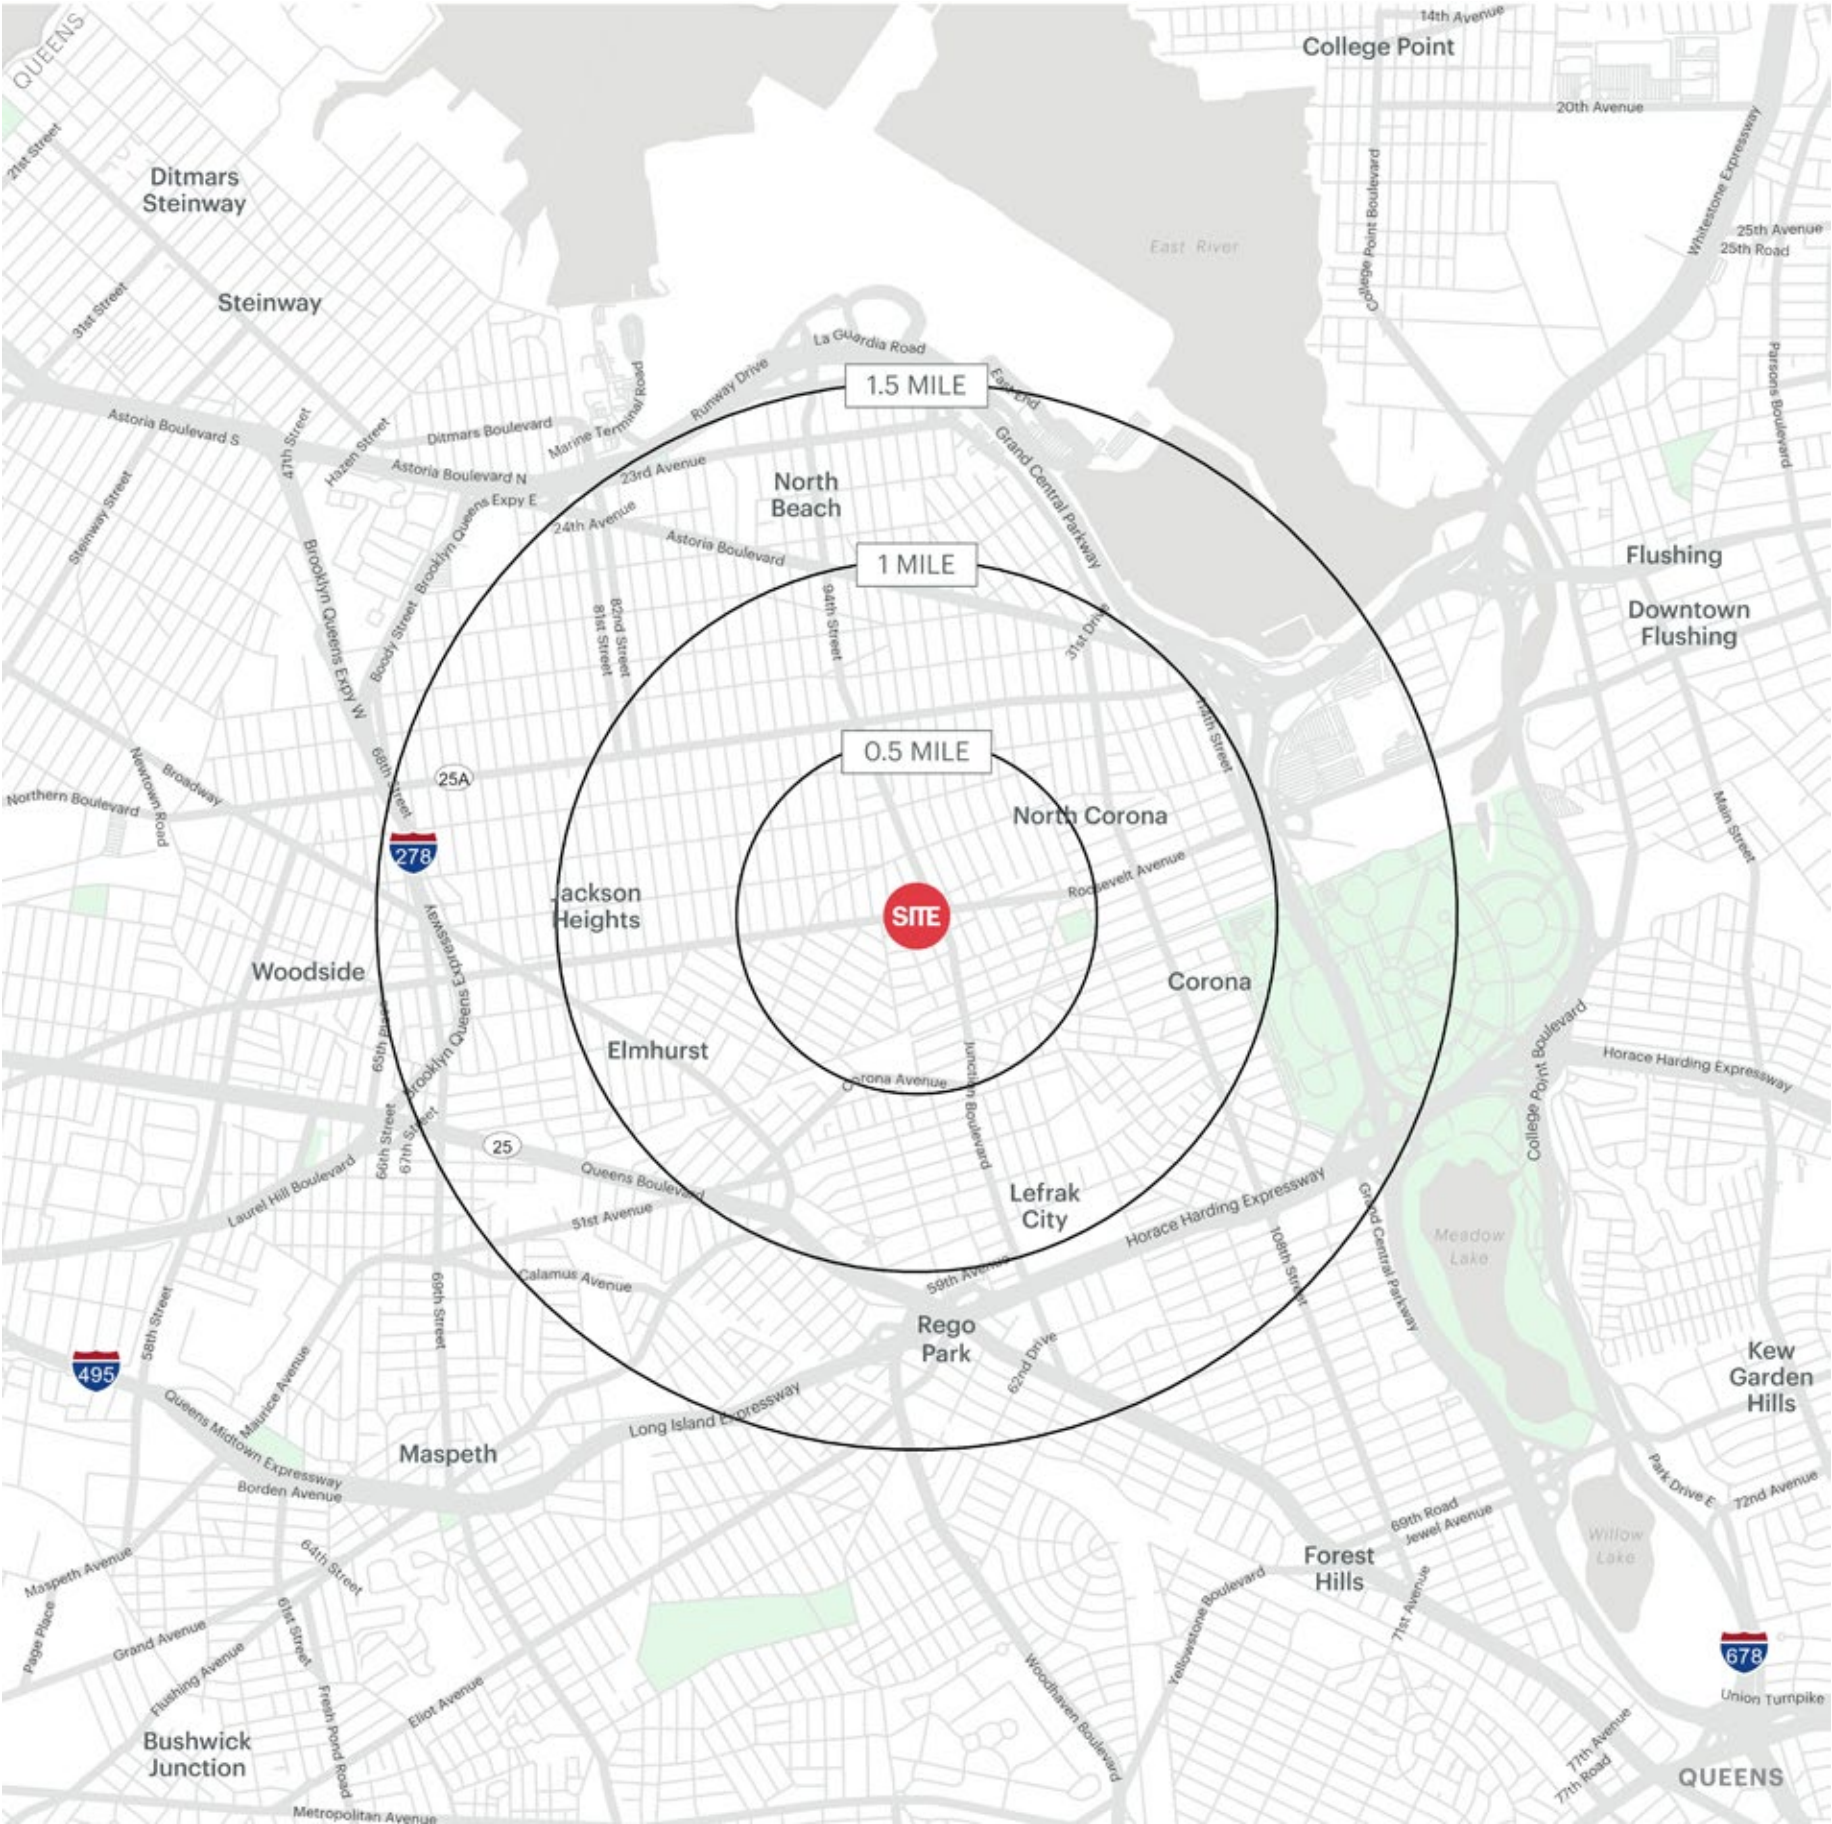 QUEENS
14th Avenue
College Point
20th Avenue
21st Street
Ditmars
Steinway
College Point Boulevard
Whitestone Expressway
25th Avenue
25th Road
East River
31st Street
Steinway
La Guardia Road
Parsons Boulevard
Runway Drive
East End
1.5 MILE
Marine Terminal Road
Astoria Boulevard S
47th Street
Hazen Street
Ditmars Boulevard
Astoria Boulevard N
23rd Avenue
Grand Central Parkway
North
Beach
Steinway Street
Brooklyn Queens Expy E
24th Avenue
Astoria Boulevard
1 MILE
Flushing
Downtown
Flushing
Brooklyn Queens Expy W
Boody Street
81st Street
82nd Street
94th Street
31st Drive
114th Street
0.5 MILE
Newtown Road
Broadway
68th Street
25A
Northern Boulevard
North Corona
Main Street
278
Roosevelt Avenue
Jackson
Heights
SITE
Woodside
Brooklyn Queens Expressway
Corona
65th Place
Elmhurst
Corona Avenue
Junction Boulevard
College Point Boulevard
Horace Harding Expressway
66th Street
67th Street
25
Laurel Hill Boulevard
Queens Boulevard
51st Avenue
Lefrak
City
Horace Harding Expressway
108th Street
Grand Central Parkway
Meadow
Lake
Calamus Avenue
59th Avenue
69th Street
58th Street
Rego
Park
62nd Drive
495
Kew
Garden
Hills
Maurice Avenue
Queens Midtown Expressway
Long Island Expressway
Maspeth
Borden Avenue
Park Drive E
72nd Avenue
69th Road
Jewel Avenue
Willow
Lake
Maspeth Avenue
64th Street
Forest
Hills
Page Place
Grand Avenue
61st Street
Flushing Avenue
Yellowstone Boulevard
71st Avenue
678
Fresh Pond Road
Eliot Avenue
Woodhaven Boulevard
Union Turnpike
Bushwick
Junction
77th Avenue
77th Road
QUEENS
Metropolitan Avenue